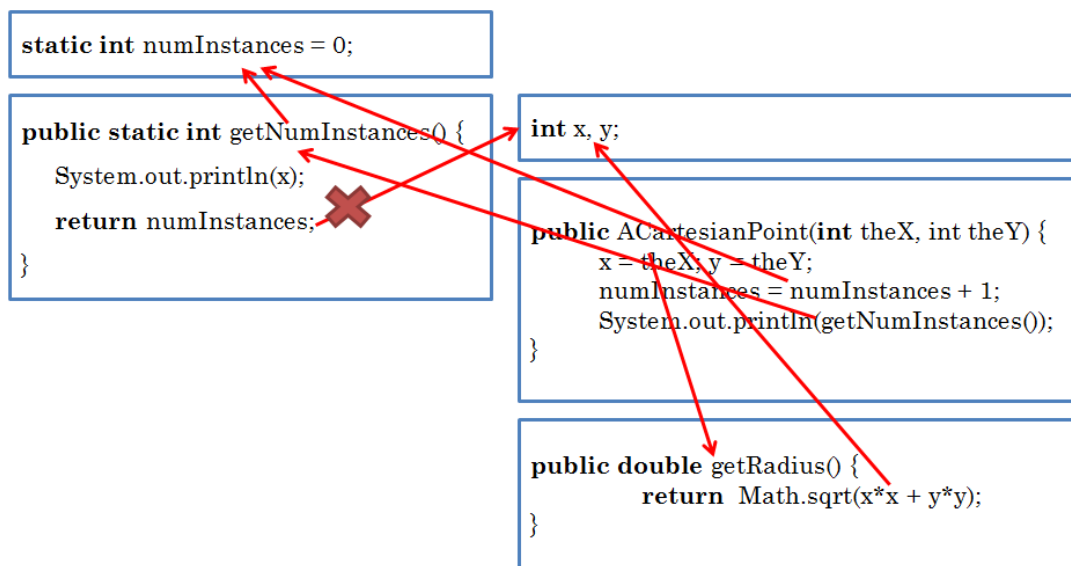 static int numInstances = 0;
public static int getNumInstances() {
System.out.println(x);
return numInstances;
}
int x, y;
public ACartesianPoint(int theX, int theY) {
x = theX; y = theY;
numInstances = numInstances + 1;
System.out.println(getNumInstances());
}
public double getRadius() {
return Math.sqrt(x*x + y*y);
}